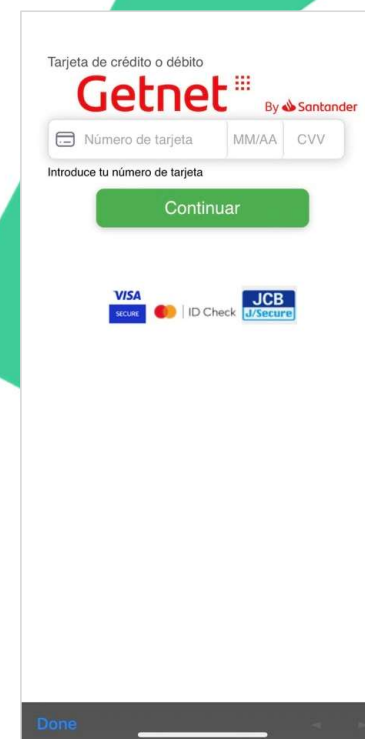 Tarjeta de crédito o débito
Getnet
By Santander
Número de tarjeta MM/AA CVV
Introduce tu número de tarjeta
Continuar
VISA
SECURE
ID Check
JCB
J/Secure
Done